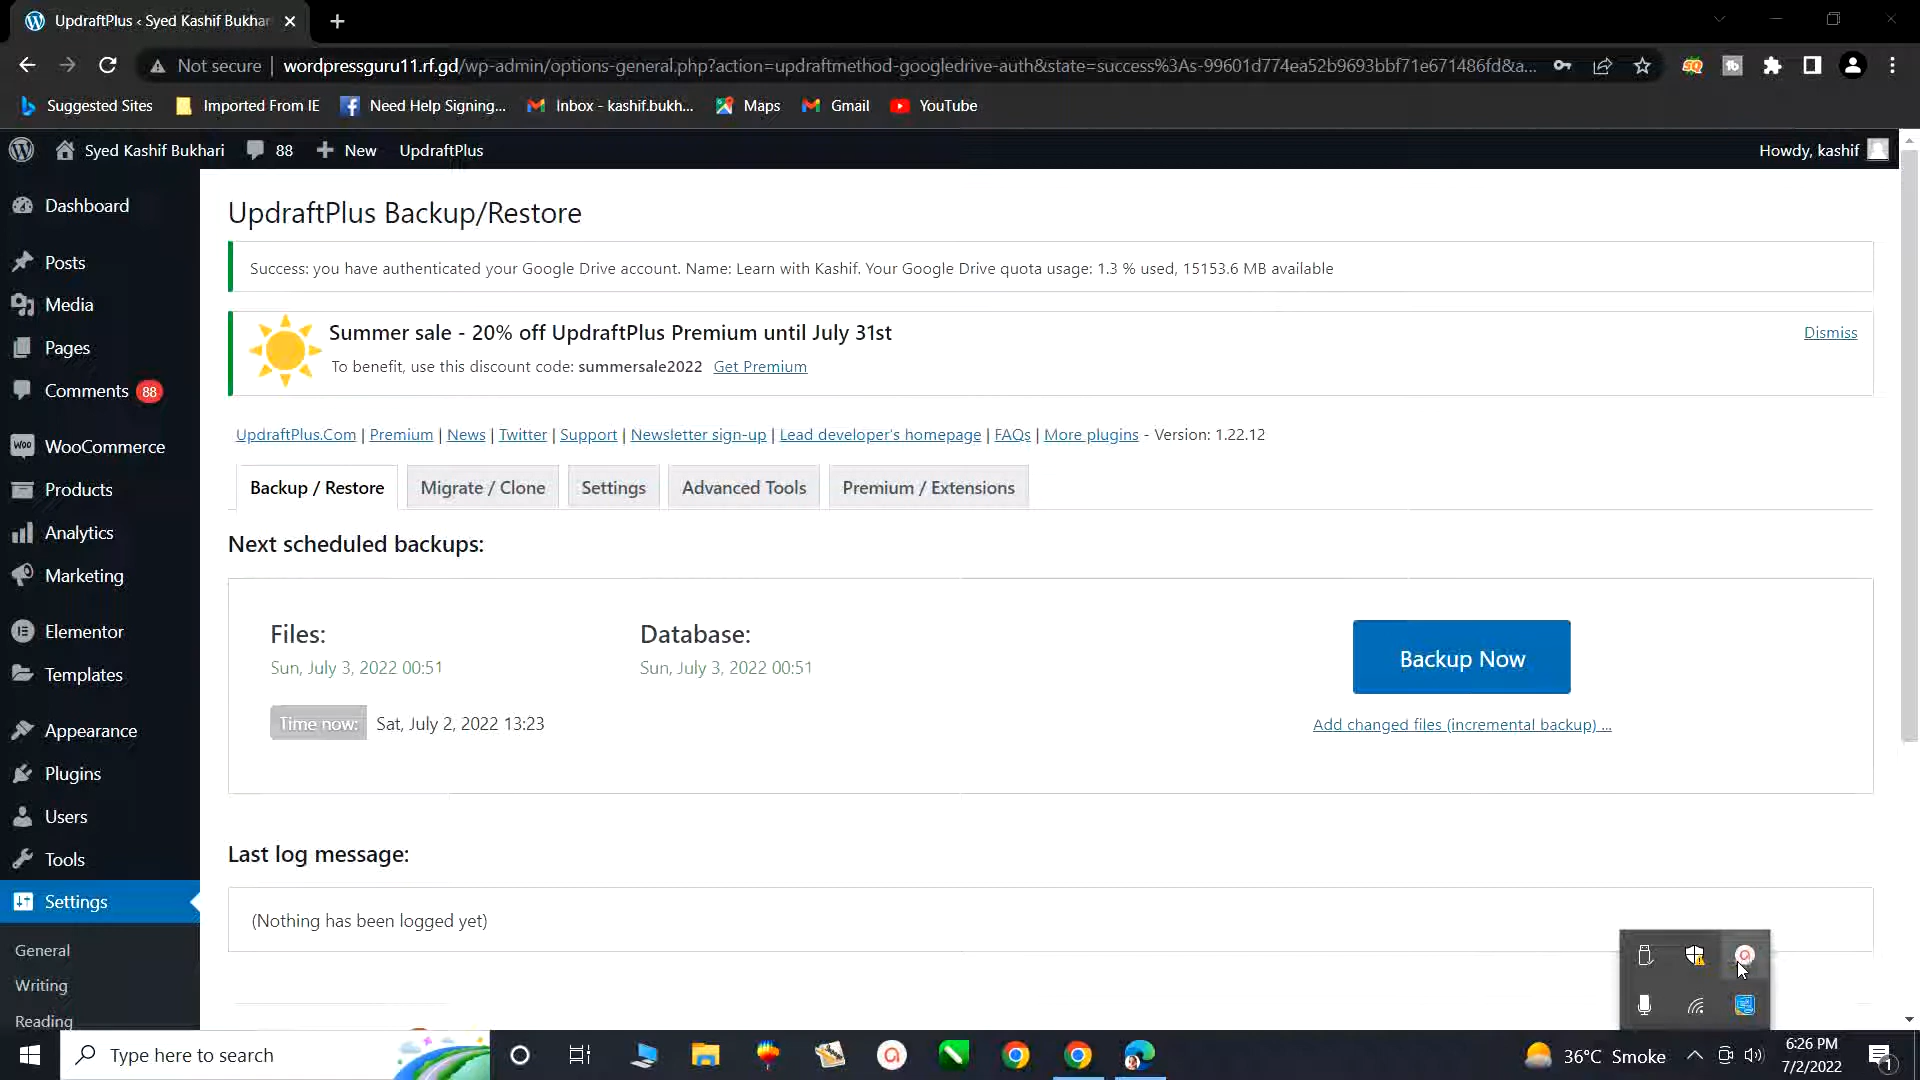 UpdraftPlus ‹ Syed Kashif Bukhar
Not secure
wordpressguru11.rf.gd/wp-admin/options-general.php?action=updraftmethod-googledrive-auth&state=success%3As-99601d774ea52b9693bbf71e671486fd&a...
Suggested Sites
Imported From IE
Need Help Signing...
Inbox - kashif.bukh...
Maps
Gmail
YouTube
Syed Kashif Bukhari
88
New
UpdraftPlus
Howdy, kashif
Dashboard
Posts
Media
Pages
Comments 88
WooCommerce
Products
Analytics
Marketing
Elementor
Templates
Appearance
Plugins
Users
Tools
Settings
General
Writing
Reading
UpdraftPlus Backup/Restore
Success: you have authenticated your Google Drive account. Name: Learn with Kashif. Your Google Drive quota usage: 1.3 % used, 15153.6 MB available
Summer sale - 20% off UpdraftPlus Premium until July 31st
Dismiss
To benefit, use this discount code: summersale2022 Get Premium
UpdraftPlus.Com | Premium | News | Twitter | Support | Newsletter sign-up | Lead developer's homepage | FAQs | More plugins - Version: 1.22.12
Backup / Restore
Migrate / Clone
Settings
Advanced Tools
Premium / Extensions
Next scheduled backups:
Files:
Sun, July 3, 2022 00:51
Database:
Sun, July 3, 2022 00:51
Time now: Sat, July 2, 2022 13:23
Backup Now
Add changed files (incremental backup) ...
Last log message:
(Nothing has been logged yet)
Type here to search
36°C Smoke
6:26 PM
7/2/2022
1